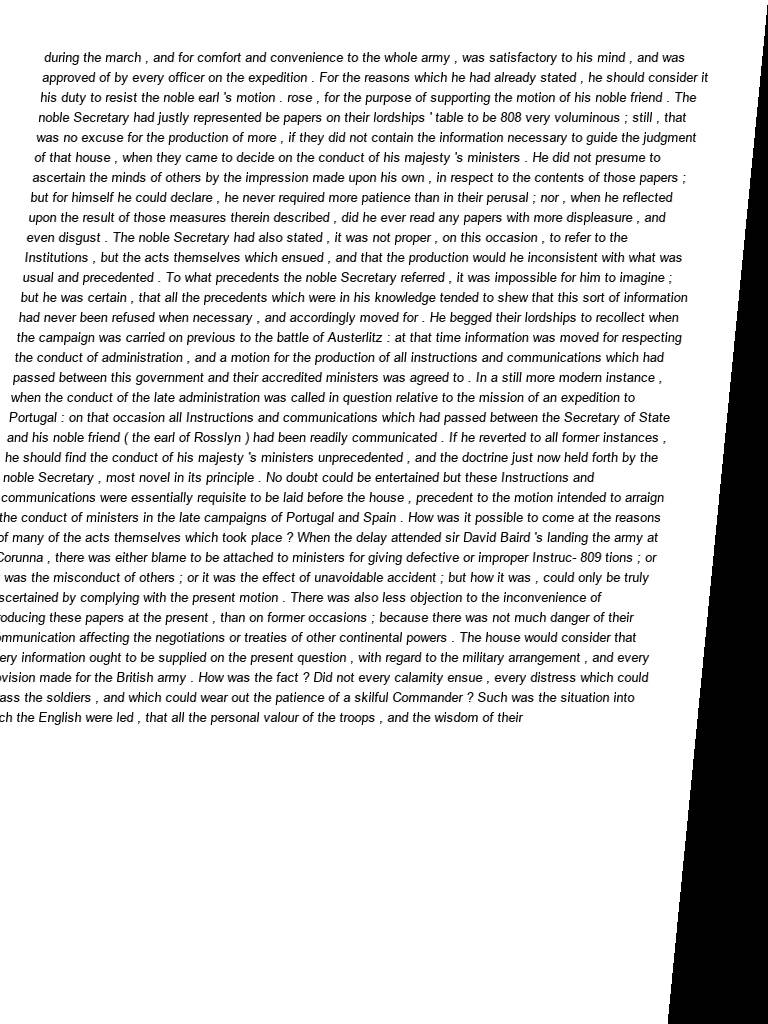 during the march , and for comfort and convenience to the whole army , was satisfactory to his mind , and was
approved of by every officer on the expedition . For the reasons which he had already stated , he should consider it
his duty to resist the noble earl 's motion . rose , for the purpose of supporting the motion of his noble friend . The
noble Secretary had justly represented be papers on their lordships ' table to be 808 very voluminous ; still , that
was no excuse for the production of more , if they did not contain the information necessary to guide the judgment
of that house , when they came to decide on the conduct of his majesty 's ministers . He did not presume to
ascertain the minds of others by the impression made upon his own , in respect to the contents of those papers ;
but for himself he could declare , he never required more patience than in their perusal ; nor , when he reflected
upon the result of those measures therein described , did he ever read any papers with more displeasure , and
even disgust . The noble Secretary had also stated , it was not proper , on this occasion , to refer to the
Institutions , but the acts themselves which ensued , and that the production would he inconsistent with what was
usual and precedented . To what precedents the noble Secretary referred , it was impossible for him to imagine ;
but he was certain , that all the precedents which were in his knowledge tended to shew that this sort of information
had never been refused when necessary , and accordingly moved for . He begged their lordships to recollect when
the campaign was carried on previous to the battle of Austerlitz : at that time information was moved for respecting
the conduct of administration , and a motion for the production of all instructions and communications which had
passed between this government and their accredited ministers was agreed to . In a still more modern instance ,
when the conduct of the late administration was called in question relative to the mission of an expedition to
Portugal : on that occasion all Instructions and communications which had passed between the Secretary of State
and his noble friend ( the earl of Rosslyn ) had been readily communicated . If he reverted to all former instances ,
he should find the conduct of his majesty 's ministers unprecedented , and the doctrine just now held forth by the
noble Secretary , most novel in its principle . No doubt could be entertained but these Instructions and
communications were essentially requisite to be laid before the house , precedent to the motion intended to arraign
the conduct of ministers in the late campaigns of Portugal and Spain . How was it possible to come at the reasons
of many of the acts themselves which took place ? When the delay attended sir David Baird 's landing the army at
Corunna , there was either blame to be attached to ministers for giving defective or improper Instruc- 809 tions ; or
was the misconduct of others ; or it was the effect of unavoidable accident ; but how it was , could only be truly
scertained by complying with the present motion . There was also less objection to the inconvenience of
roducing these papers at the present , than on former occasions ; because there was not much danger of their
ommunication affecting the negotiations or treaties of other continental powers . The house would consider that
ery information ought to be supplied on the present question , with regard to the military arrangement , and every
vision made for the British army . How was the fact ? Did not every calamity ensue , every distress which could
ass the soldiers , and which could wear out the patience of a skilful Commander ? Such was the situation into
ch the English were led , that all the personal valour of the troops , and the wisdom of their